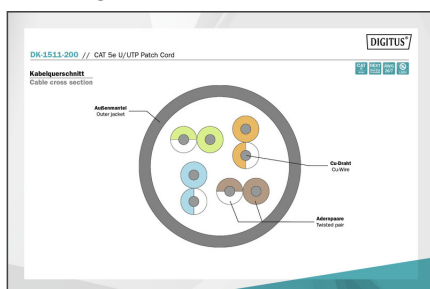 DIGITUS®
DK-1511-200 // CAT 5e U/UTP Patch Cord
Kabelquerschnitt
Cable cross section
CAT
Außenmantel
Outer jacket
Cu-Draht
Cu-Wire
Adernpaare
Twisted pair